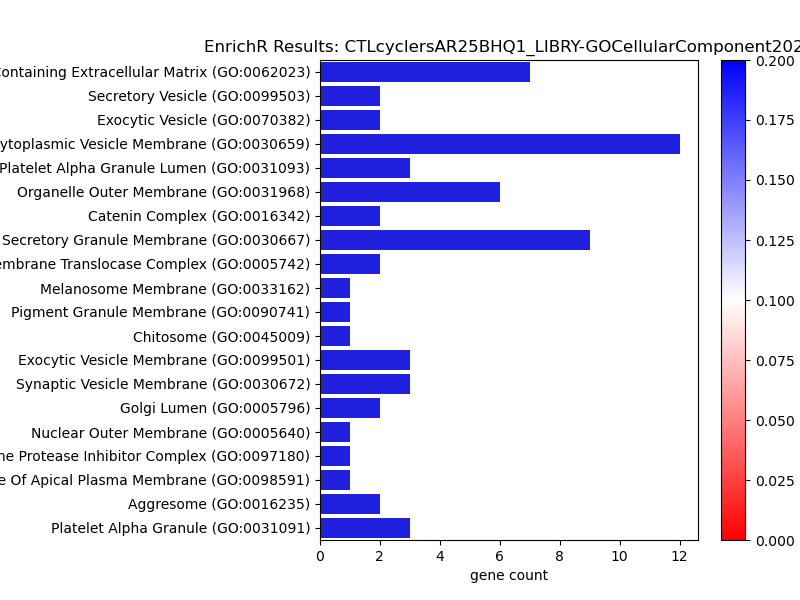 EnrichR Results: CTLcyclersAR25BHQ1_LIBRY-GOCellularComponent202
Containing Extracellular Matrix (GO:0062023)
Secretory Vesicle (GO:0099503)
Exocytic Vesicle (GO:0070382)
ytoplasmic Vesicle Membrane (GO:0030659)
Platelet Alpha Granule Lumen (GO:0031093)
Organelle Outer Membrane (GO:0031968)
Catenin Complex (GO:0016342)
Secretory Granule Membrane (GO:0030667)
embrane Translocase Complex (GO:0005742)
Melanosome Membrane (GO:0033162)
Pigment Granule Membrane (GO:0090741)
Chitosome (GO:0045009)
Exocytic Vesicle Membrane (GO:0099501)
Synaptic Vesicle Membrane (GO:0030672)
Golgi Lumen (GO:0005796)
Nuclear Outer Membrane (GO:0005640)
ne Protease Inhibitor Complex (GO:0097180)
e Of Apical Plasma Membrane (GO:0098591)
Aggresome (GO:0016235)
Platelet Alpha Granule (GO:0031091)
0 2 4 6 8 10 12
gene count
0.200
0.175
0.150
0.125
0.100
0.075
0.050
0.025
0.000